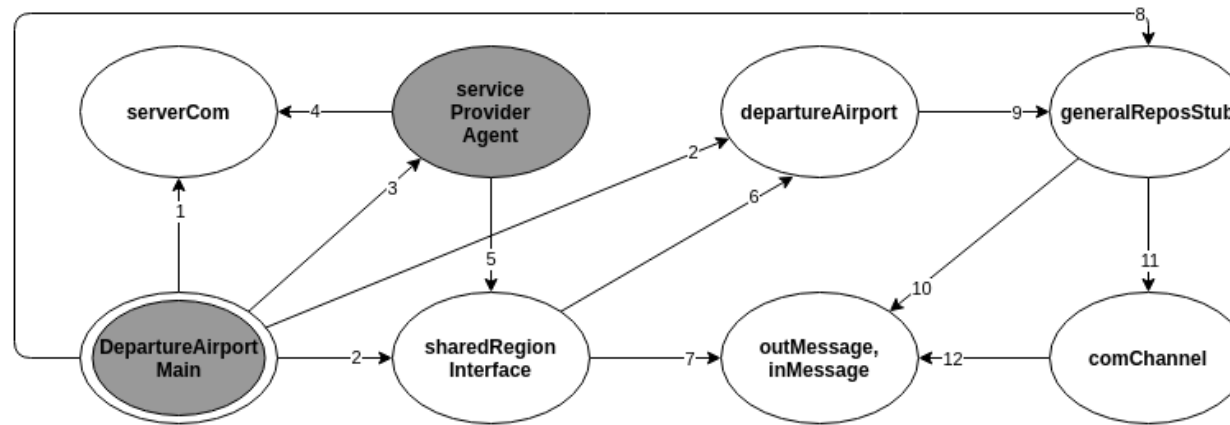 8
serverCom
service
Provider
Agent
departureAirport
generalReposStub
4
9
2
3
1
6
5
11
10
DepartureAirport
Main
2
sharedRegion
Interface
7
outMessage,
inMessage
12
comChannel